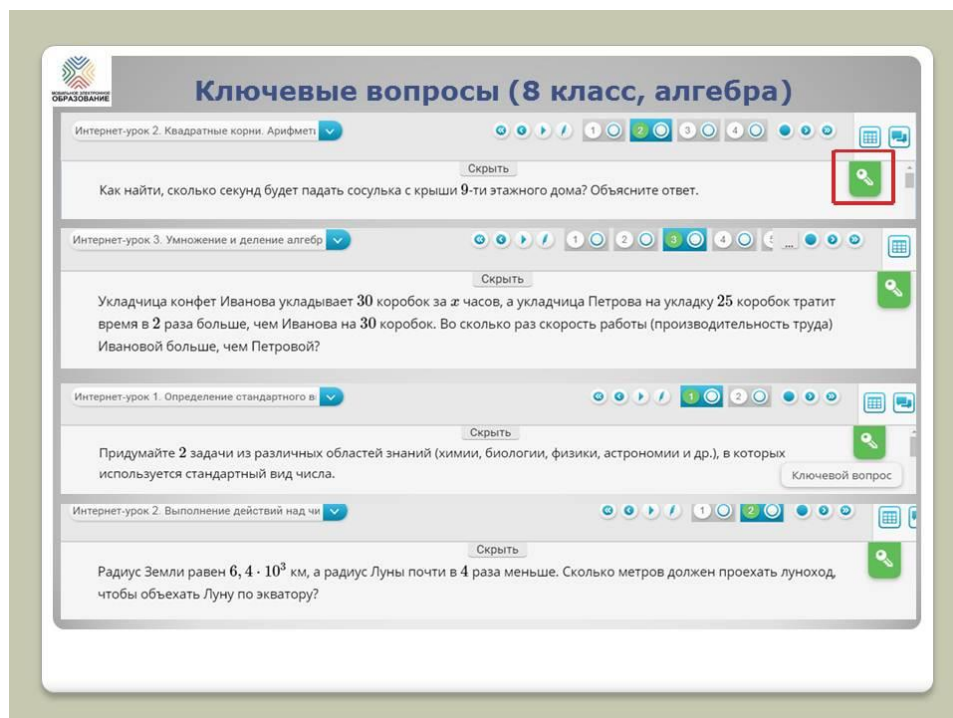 МОБИЛЬНОЕ ЭЛЕКТРОННОЕ
ОБРАЗОВАНИЕ
Ключевые вопросы (8 класс, алгебра)
Интернет-урок 2. Квадратные корни. Арифмети
1 2 3 4
Скрыть
Как найти, сколько секунд будет падать сосулька с крыши 9-ти этажного дома? Объясните ответ.
Интернет-урок 3. Умножение и деление алгебр
1 2 3 4 ...
Скрыть
Укладчица конфет Иванова укладывает 30 коробок за x часов, а укладчица Петрова на укладку 25 коробок тратит
время в 2 раза больше, чем Иванова на 30 коробок. Во сколько раз скорость работы (производительность труда)
Ивановой больше, чем Петровой?
Интернет-урок 1. Определение стандартного в
1 2
Скрыть
Придумайте 2 задачи из различных областей знаний (химии, биологии, физики, астрономии и др.), в которых
используется стандартный вид числа.
Ключевой вопрос
Интернет-урок 2. Выполнение действий над чи
1 2
Скрыть
Радиус Земли равен 6,4 · 10³ км, а радиус Луны почти в 4 раза меньше. Сколько метров должен проехать луноход,
чтобы объехать Луну по экватору?